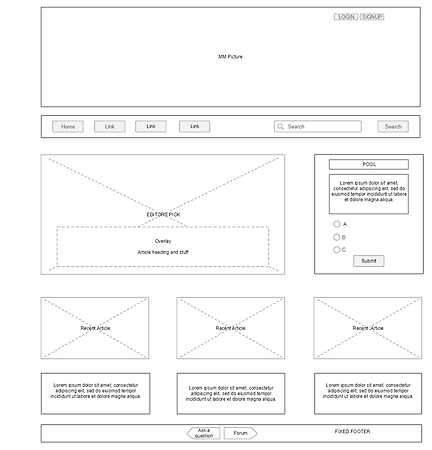 LOGIN SIGNUP
MM Picture
Home Link Link Link Search Search
EDITORS PICK
Overlay
Article heading and stuff
POOL
Lorem ipsum dolor sit amet,
consectetur adipiscing elit, sed do
eiusmod tempor incididunt ut labore
et dolore magna aliqua.
A
B
C
Submit
Recent Article Recent Article Recent Article
Lorem ipsum dolor sit amet, consectetur
adipiscing elit, sed do eiusmod tempor
incididunt ut labore et dolore magna aliqua.
Lorem ipsum dolor sit amet, consectetur
adipiscing elit, sed do eiusmod tempor
incididunt ut labore et dolore magna aliqua.
Lorem ipsum dolor sit amet, consectetur
adipiscing elit, sed do eiusmod tempor
incididunt ut labore et dolore magna aliqua.
Ask a
question
Forum
FIXED FOOTER